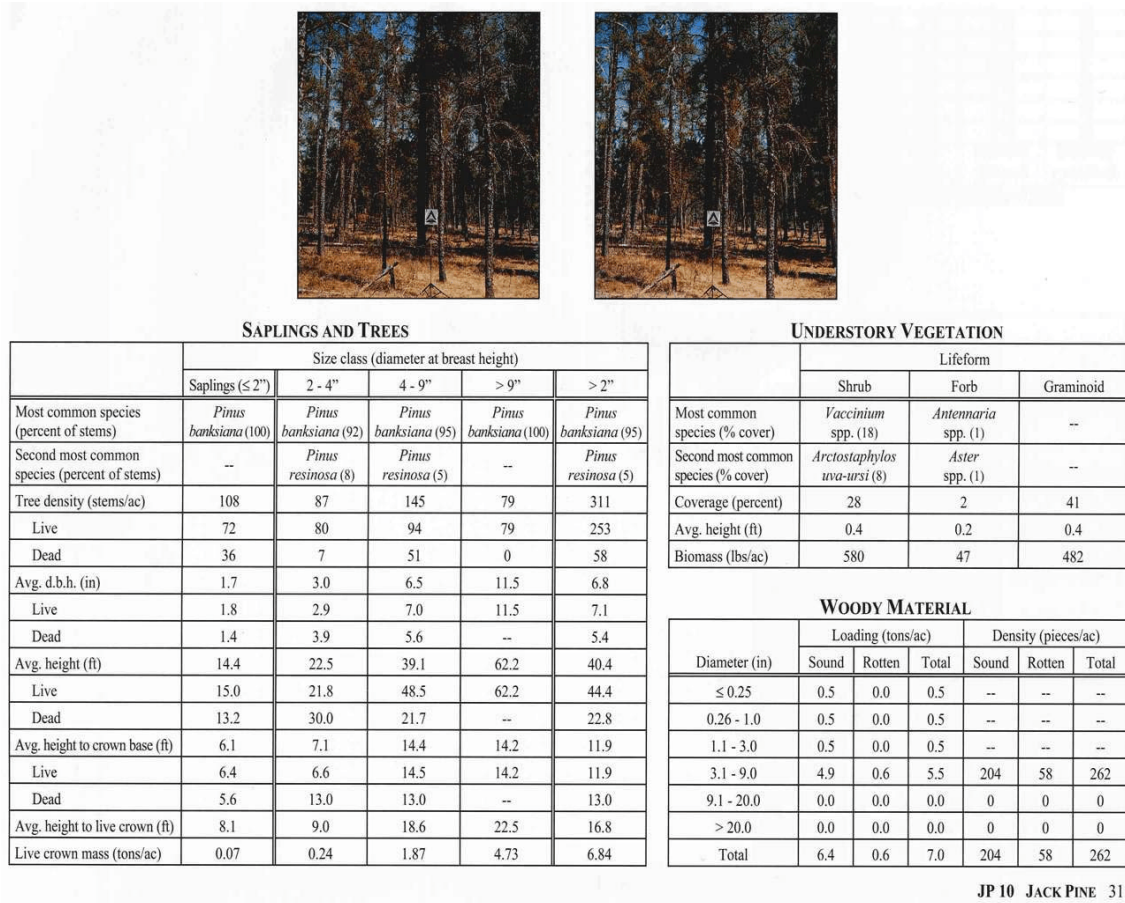 SAPLINGS AND TREES
Size class (diameter at breast height)
Saplings (≤ 2”) 2 - 4” 4 - 9” > 9” > 2”
Most common species (percent of stems) Pinus banksiana (100) Pinus banksiana (92) Pinus banksiana (95) Pinus banksiana (100) Pinus banksiana (95)
Second most common species (percent of stems) -- Pinus resinosa (8) Pinus resinosa (5) -- Pinus resinosa (5)
Tree density (stems/ac) 108 87 145 79 311
Live 72 80 94 79 253
Dead 36 7 51 0 58
Avg. d.b.h. (in) 1.7 3.0 6.5 11.5 6.8
Live 1.8 2.9 7.0 11.5 7.1
Dead 1.4 3.9 5.6 -- 5.4
Avg. height (ft) 14.4 22.5 39.1 62.2 40.4
Live 15.0 21.8 48.5 62.2 44.4
Dead 13.2 30.0 21.7 -- 22.8
Avg. height to crown base (ft) 6.1 7.1 14.4 14.2 11.9
Live 6.4 6.6 14.5 14.2 11.9
Dead 5.6 13.0 13.0 -- 13.0
Avg. height to live crown (ft) 8.1 9.0 18.6 22.5 16.8
Live crown mass (tons/ac) 0.07 0.24 1.87 4.73 6.84
UNDERSTORY VEGETATION
Lifeform
Shrub Forb Graminoid
Most common species (% cover) Vaccinium spp. (18) Antennaria spp. (1) --
Second most common species (% cover) Arctostaphylos uva-ursi (8) Aster spp. (1) --
Coverage (percent) 28 2 41
Avg. height (ft) 0.4 0.2 0.4
Biomass (lbs/ac) 580 47 482
WOODY MATERIAL
Loading (tons/ac) Density (pieces/ac)
Diameter (in) Sound Rotten Total Sound Rotten Total
≤ 0.25 0.5 0.0 0.5 -- -- --
0.26 - 1.0 0.5 0.0 0.5 -- -- --
1.1 - 3.0 0.5 0.0 0.5 -- -- --
3.1 - 9.0 4.9 0.6 5.5 204 58 262
9.1 - 20.0 0.0 0.0 0.0 0 0 0
> 20.0 0.0 0.0 0.0 0 0 0
Total 6.4 0.6 7.0 204 58 262
JP 10 JACK PINE 31